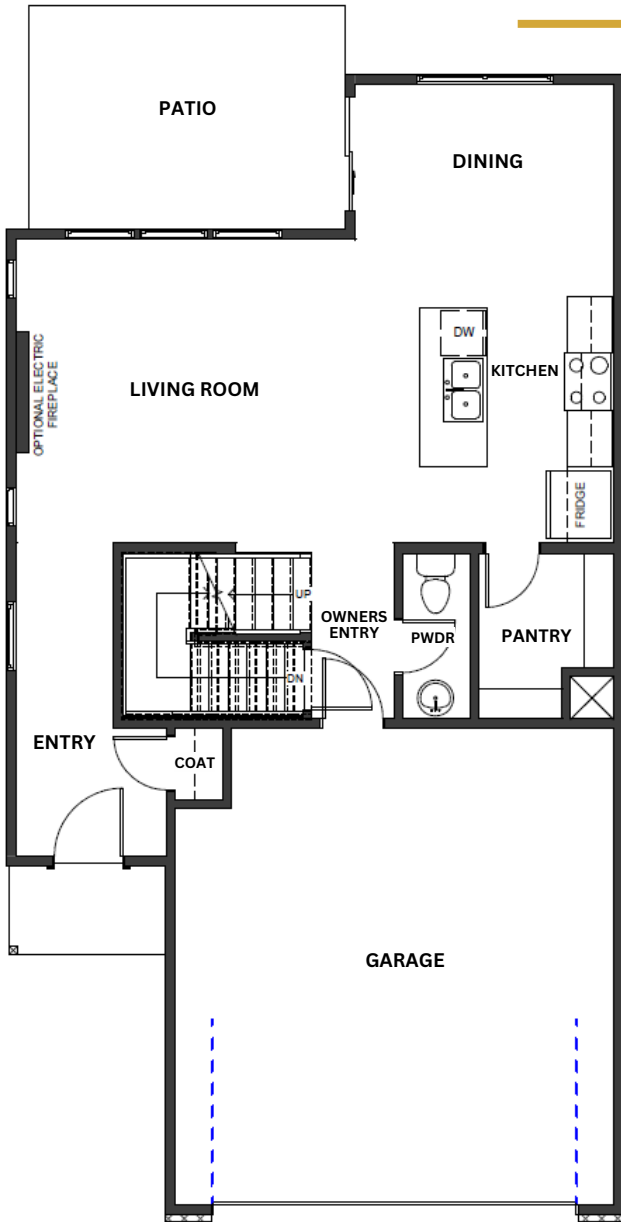 PATIO
DINING
DW
KITCHEN
OPTIONAL ELECTRIC
FIREPLACE
LIVING ROOM
FRIDGE
UP
OWNERS
ENTRY
PWDR
PANTRY
DN
ENTRY
COAT
GARAGE